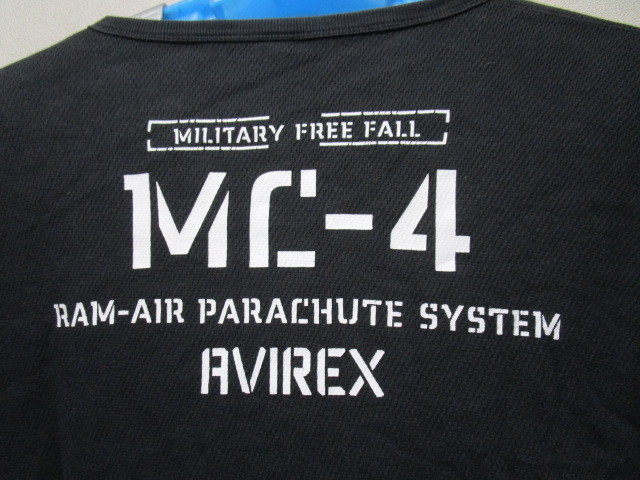 MILITARY FREE FALL
MC-4
RAM-AIR PARACHUTE SYSTEM
AVIREX